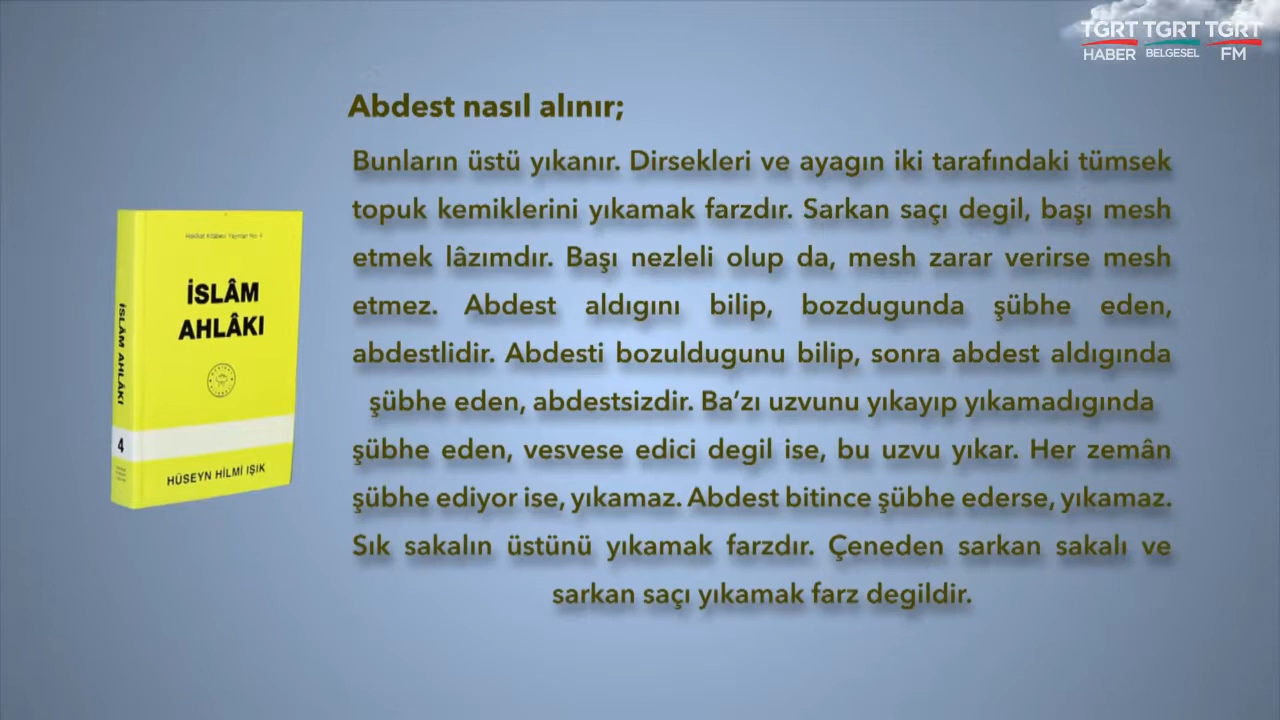 TGRT TGRT TGRT
HABER BELGESEL FM
Abdest nasıl alınır;
Bunların üstü yıkanır. Dirsekleri ve ayagın iki tarafındaki tümsek
topuk kemiklerini yıkamak farzdır. Sarkan saçı degil, başı mesh
etmek lâzımdır. Başı nezleli olup da, mesh zarar verirse mesh
etmez. Abdest aldıgını bilip, bozdugunda şübhe eden,
abdestlidir. Abdesti bozuldugunu bilip, sonra abdest aldıgında
şübhe eden, abdestsizdir. Ba’zı uzvunu yıkayıp yıkamadıgında
şübhe eden, vesvese edici degil ise, bu uzvu yıkar. Her zemân
şübhe ediyor ise, yıkamaz. Abdest bitince şübhe ederse, yıkamaz.
Sık sakalın üstünü yıkamak farzdır. Çeneden sarkan sakalı ve
sarkan saçı yıkamak farz degildir.
Hakîkat Kitâbevi Yayınları No: 4
İSLÂM
AHLÂKI
HÜSEYN HİLMİ IŞIK
İSLÂM AHLÂKI
4